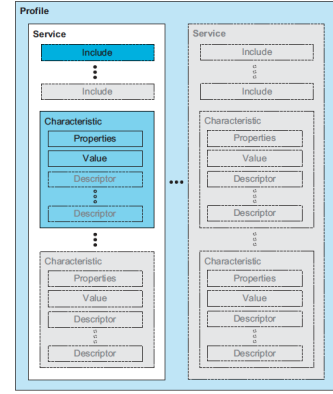 Profile
Service
Include
Include
Characteristic
Properties
Value
Descriptor
Descriptor
Characteristic
Properties
Value
Descriptor
Descriptor
Service
Include
Include
Characteristic
Properties
Value
Descriptor
Descriptor
Characteristic
Properties
Value
Descriptor
Descriptor